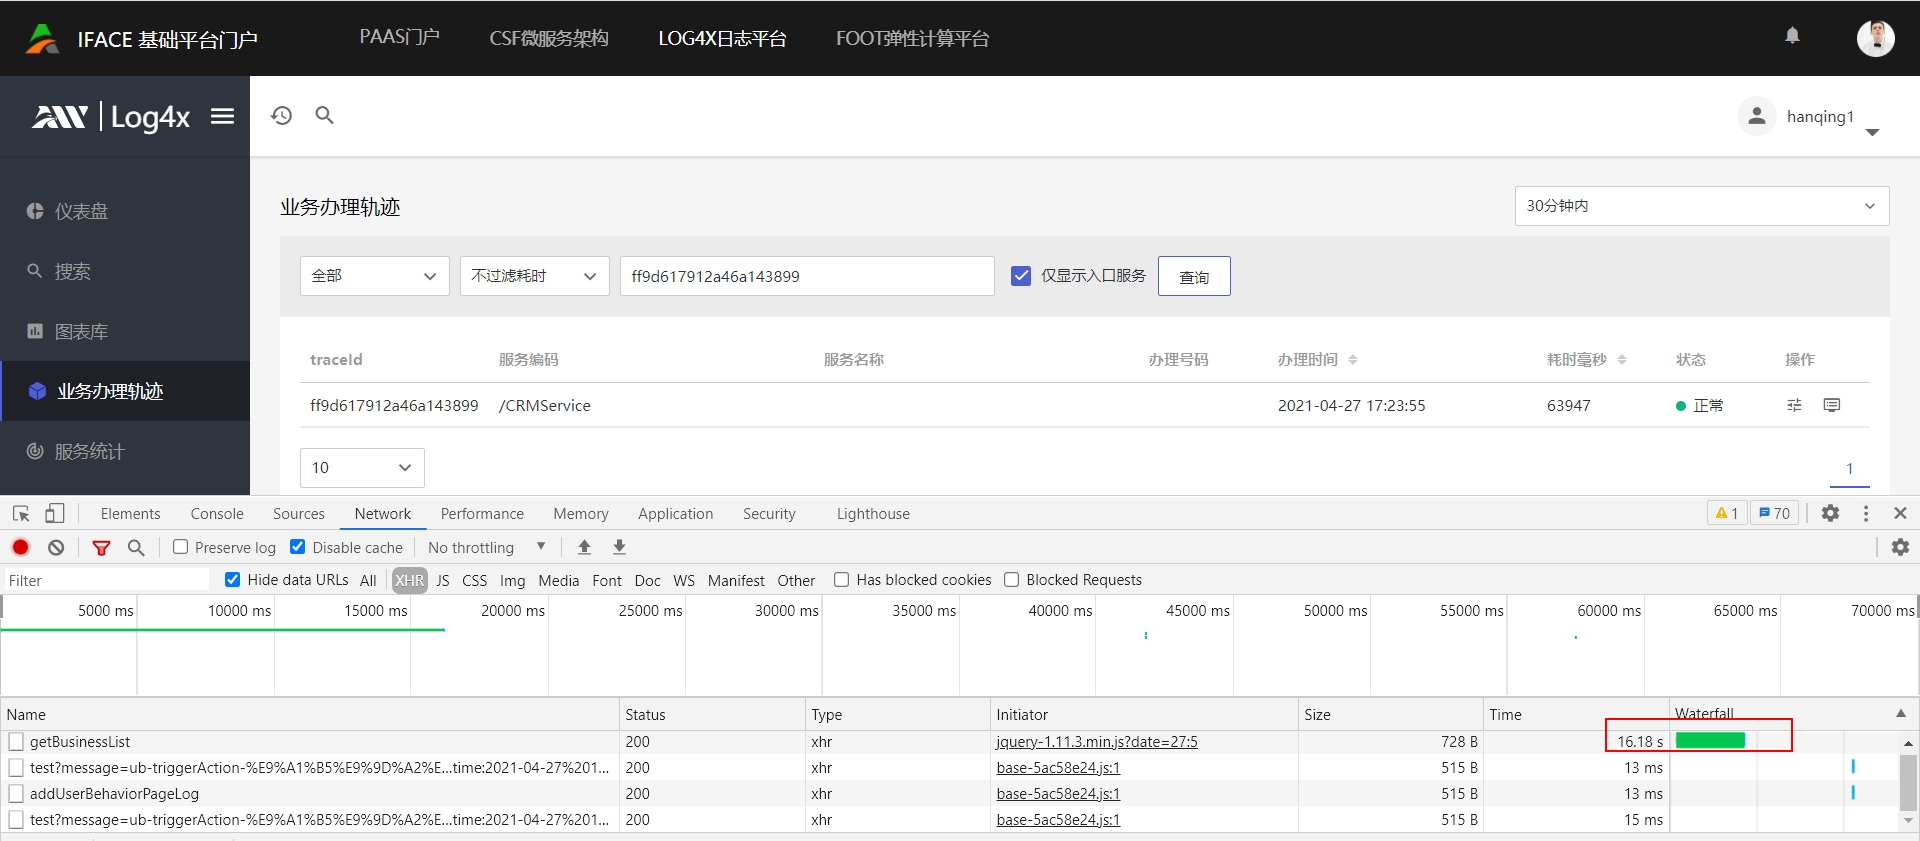 IFACE 基础平台门户 PAAS门户 CSF微服务架构 LOG4X日志平台 FOOT弹性计算平台
Log4x
hanqing1
仪表盘
搜索
图表库
业务办理轨迹
服务统计
业务办理轨迹 30分钟内
全部 不过滤耗时 ff9d617912a46a143899 仅显示入口服务 查询
traceId 服务编码 服务名称 办理号码 办理时间 耗时毫秒 状态 操作
ff9d617912a46a143899 /CRMService 2021-04-27 17:23:55 63947 正常
10 1
Elements Console Sources Network Performance Memory Application Security Lighthouse 1 70
Preserve log Disable cache No throttling
Filter Hide data URLs All XHR JS CSS Img Media Font Doc WS Manifest Other Has blocked cookies Blocked Requests
5000 ms 10000 ms 15000 ms 20000 ms 25000 ms 30000 ms 35000 ms 40000 ms 45000 ms 50000 ms 55000 ms 60000 ms 65000 ms 70000 ms
Name Status Type Initiator Size Time Waterfall
getBusinessList 200 xhr jquery-1.11.3.min.js?date=27:5 728 B 16.18 s
test?message=ub-triggerAction-%E9%A1%B5%E9%9D%A2%E...time:2021-04-27%201... 200 xhr base-5ac58e24.js:1 515 B 13 ms
addUserBehaviorPageLog 200 xhr base-5ac58e24.js:1 515 B 13 ms
test?message=ub-triggerAction-%E9%A1%B5%E9%9D%A2%E...time:2021-04-27%201... 200 xhr base-5ac58e24.js:1 515 B 15 ms